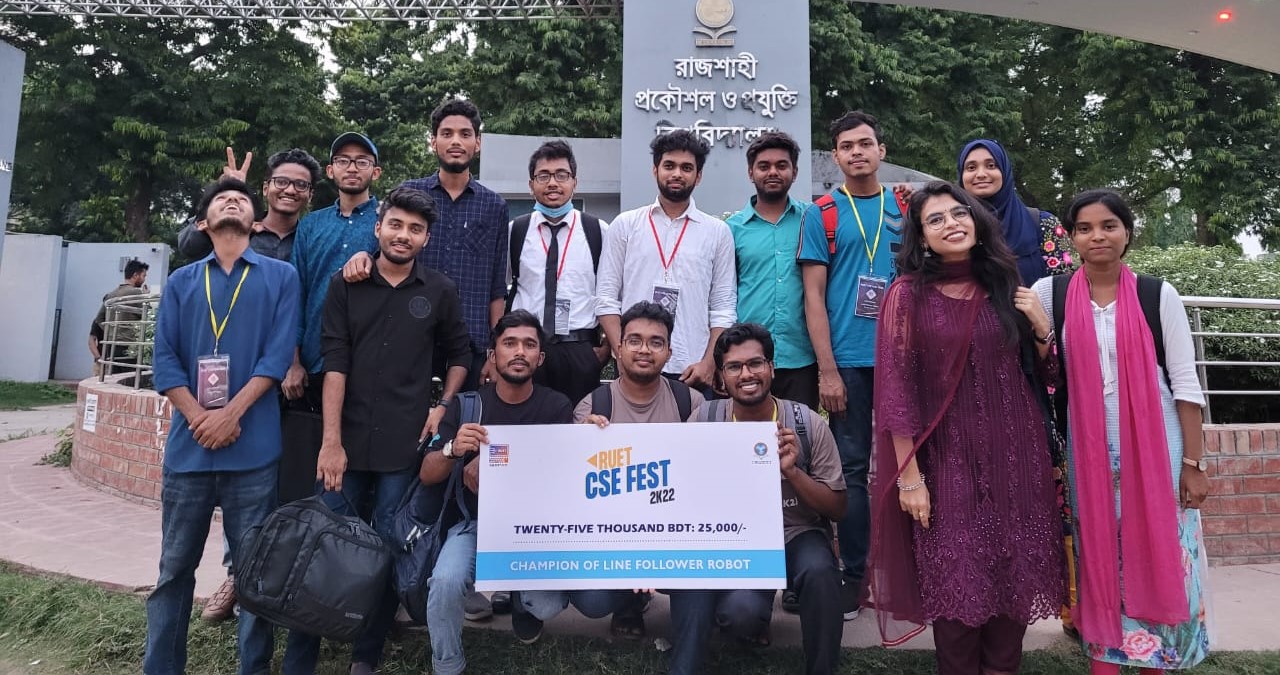 রাজশাহী
প্রকৌশল ও প্রযুক্তি
RUET
CSE FEST
2K22
TWENTY-FIVE THOUSAND BDT: 25,000/-
CHAMPION OF LINE FOLLOWER ROBOT